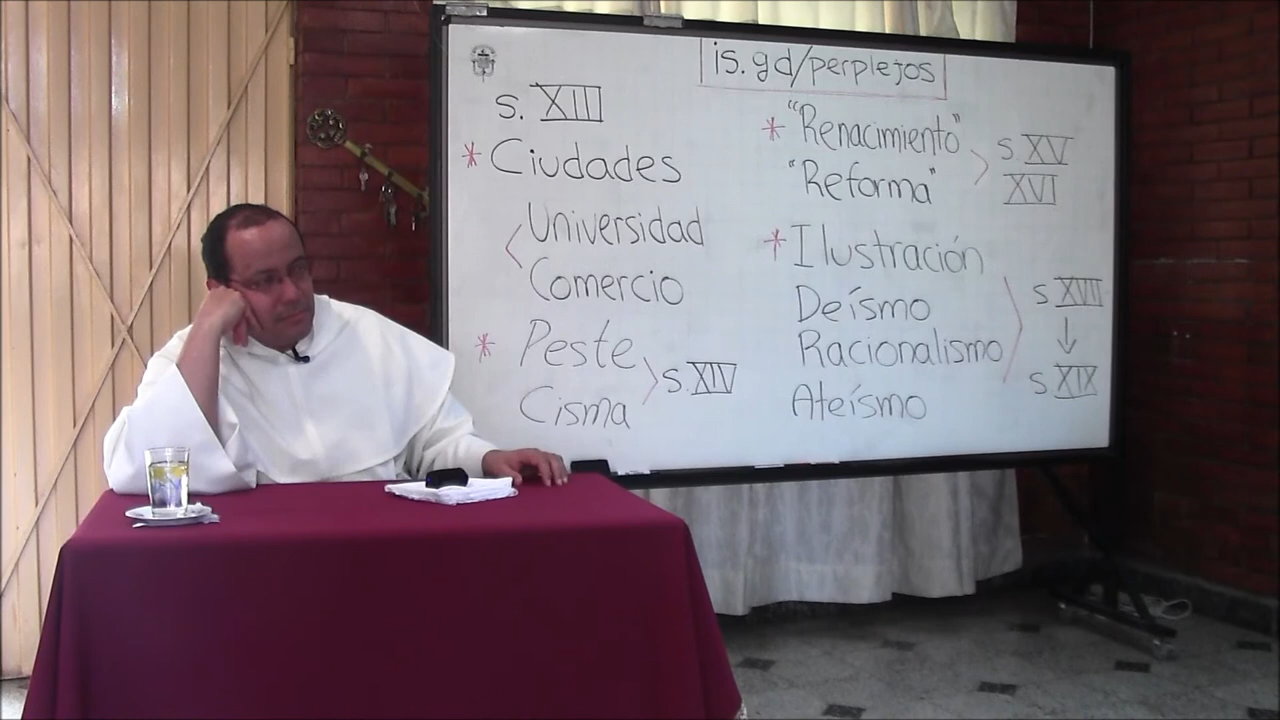 is.gd/perplejos
s. XIII
* Ciudades
Universidad
Comercio
* Peste
Cisma
s. XIV
* "Renacimiento"
"Reforma"
s XV
XVI
* Ilustración
Deísmo
Racionalismo
Ateísmo
s XVII
s XIX